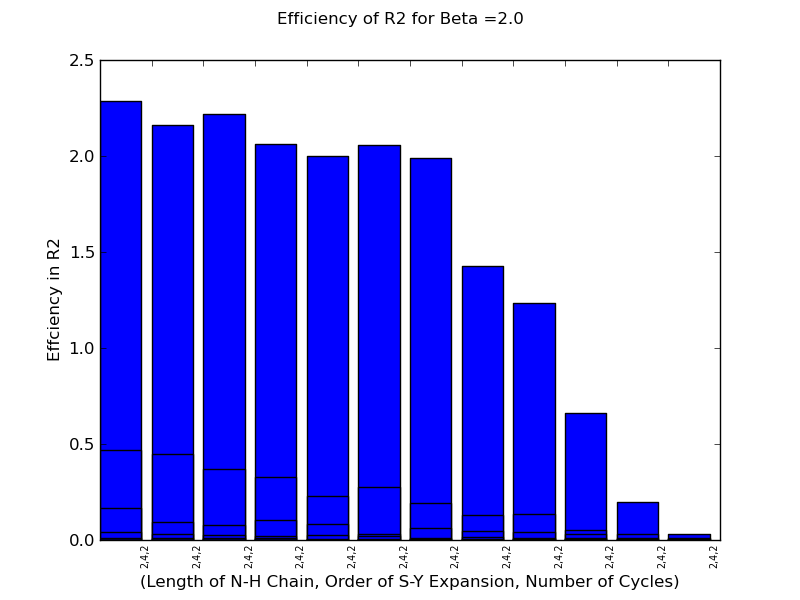 Efficiency of R2 for Beta =2.0
2.5
2.0
1.5
1.0
0.5
0.0
Effciency in R2
2,4,2 2,4,2 2,4,2 2,4,2 2,4,2 2,4,2 2,4,2 2,4,2 2,4,2 2,4,2 2,4,2 2,4,2
(Length of N-H Chain, Order of S-Y Expansion, Number of Cycles)